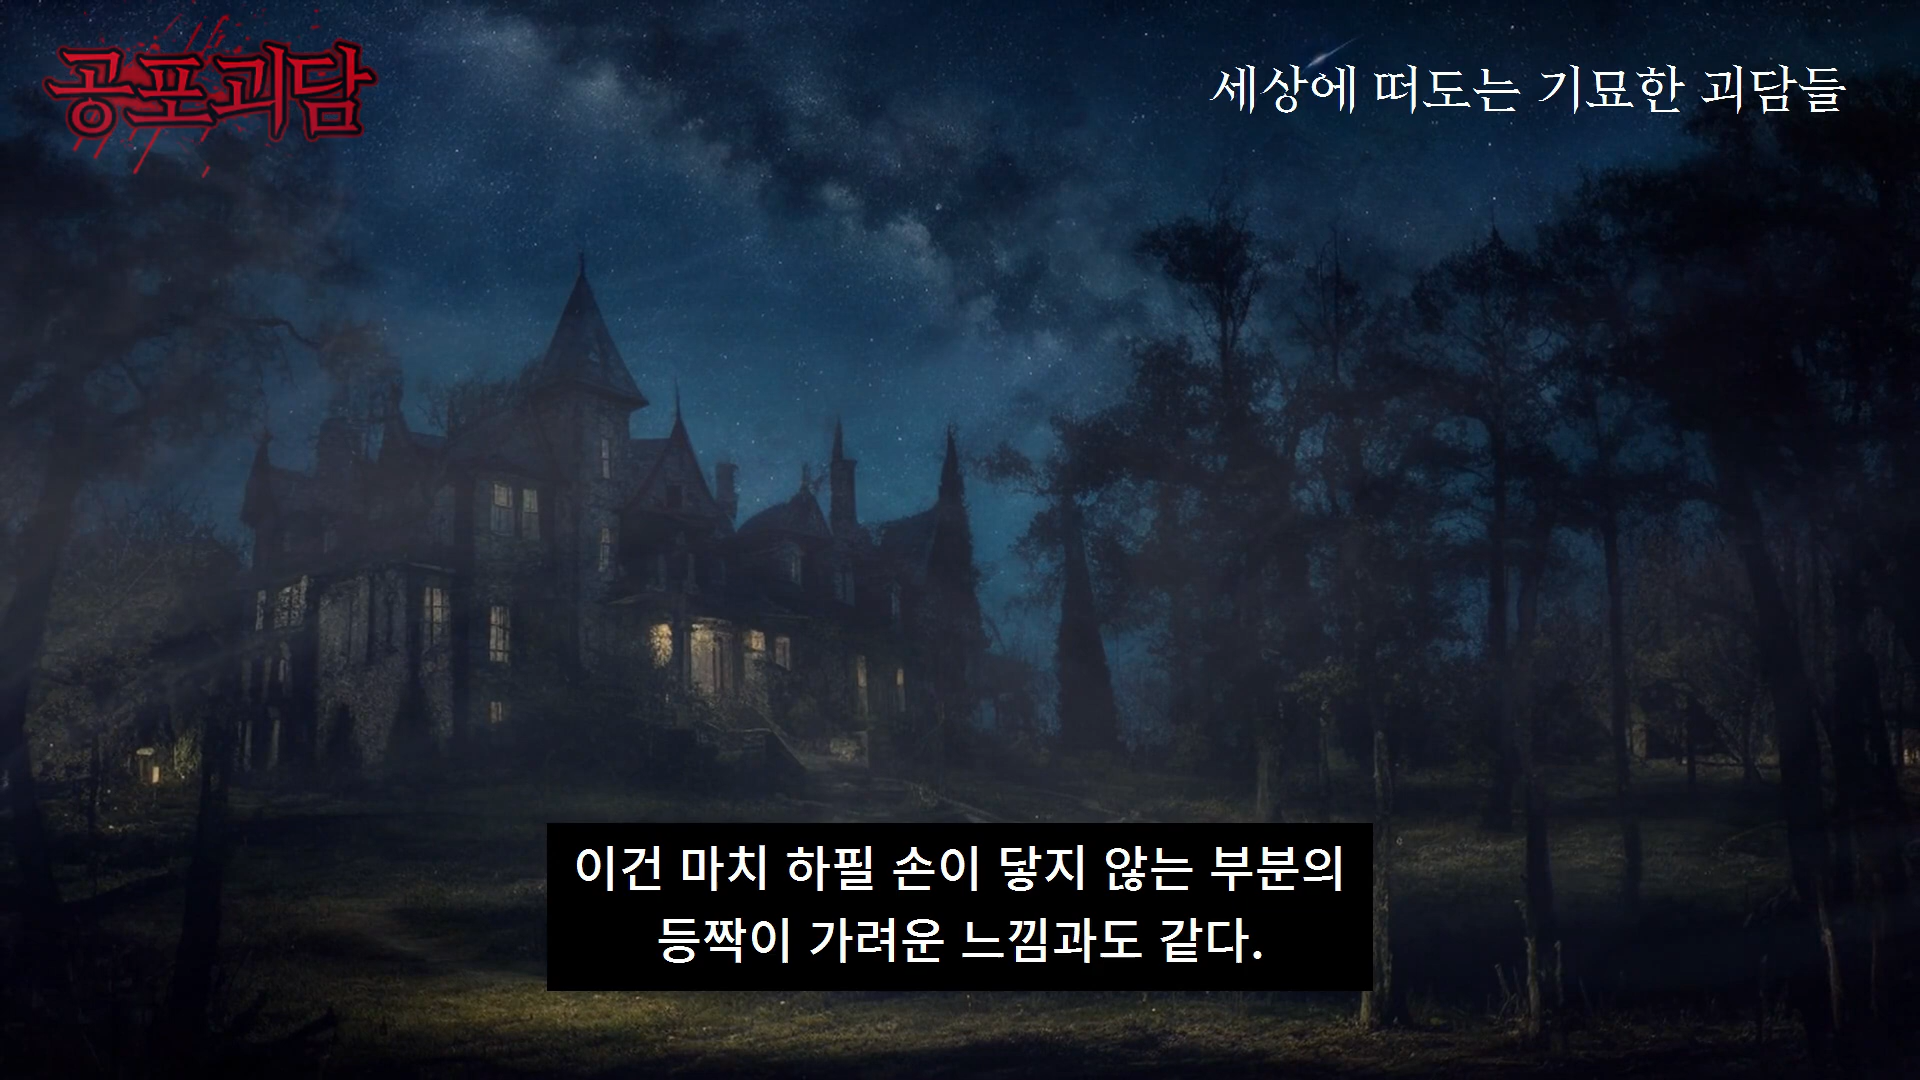 공포괴담
세상에 떠도는 기묘한 괴담들
이건 마치 하필 손이 닿지 않는 부분의
등짝이 가려운 느낌과도 같다.